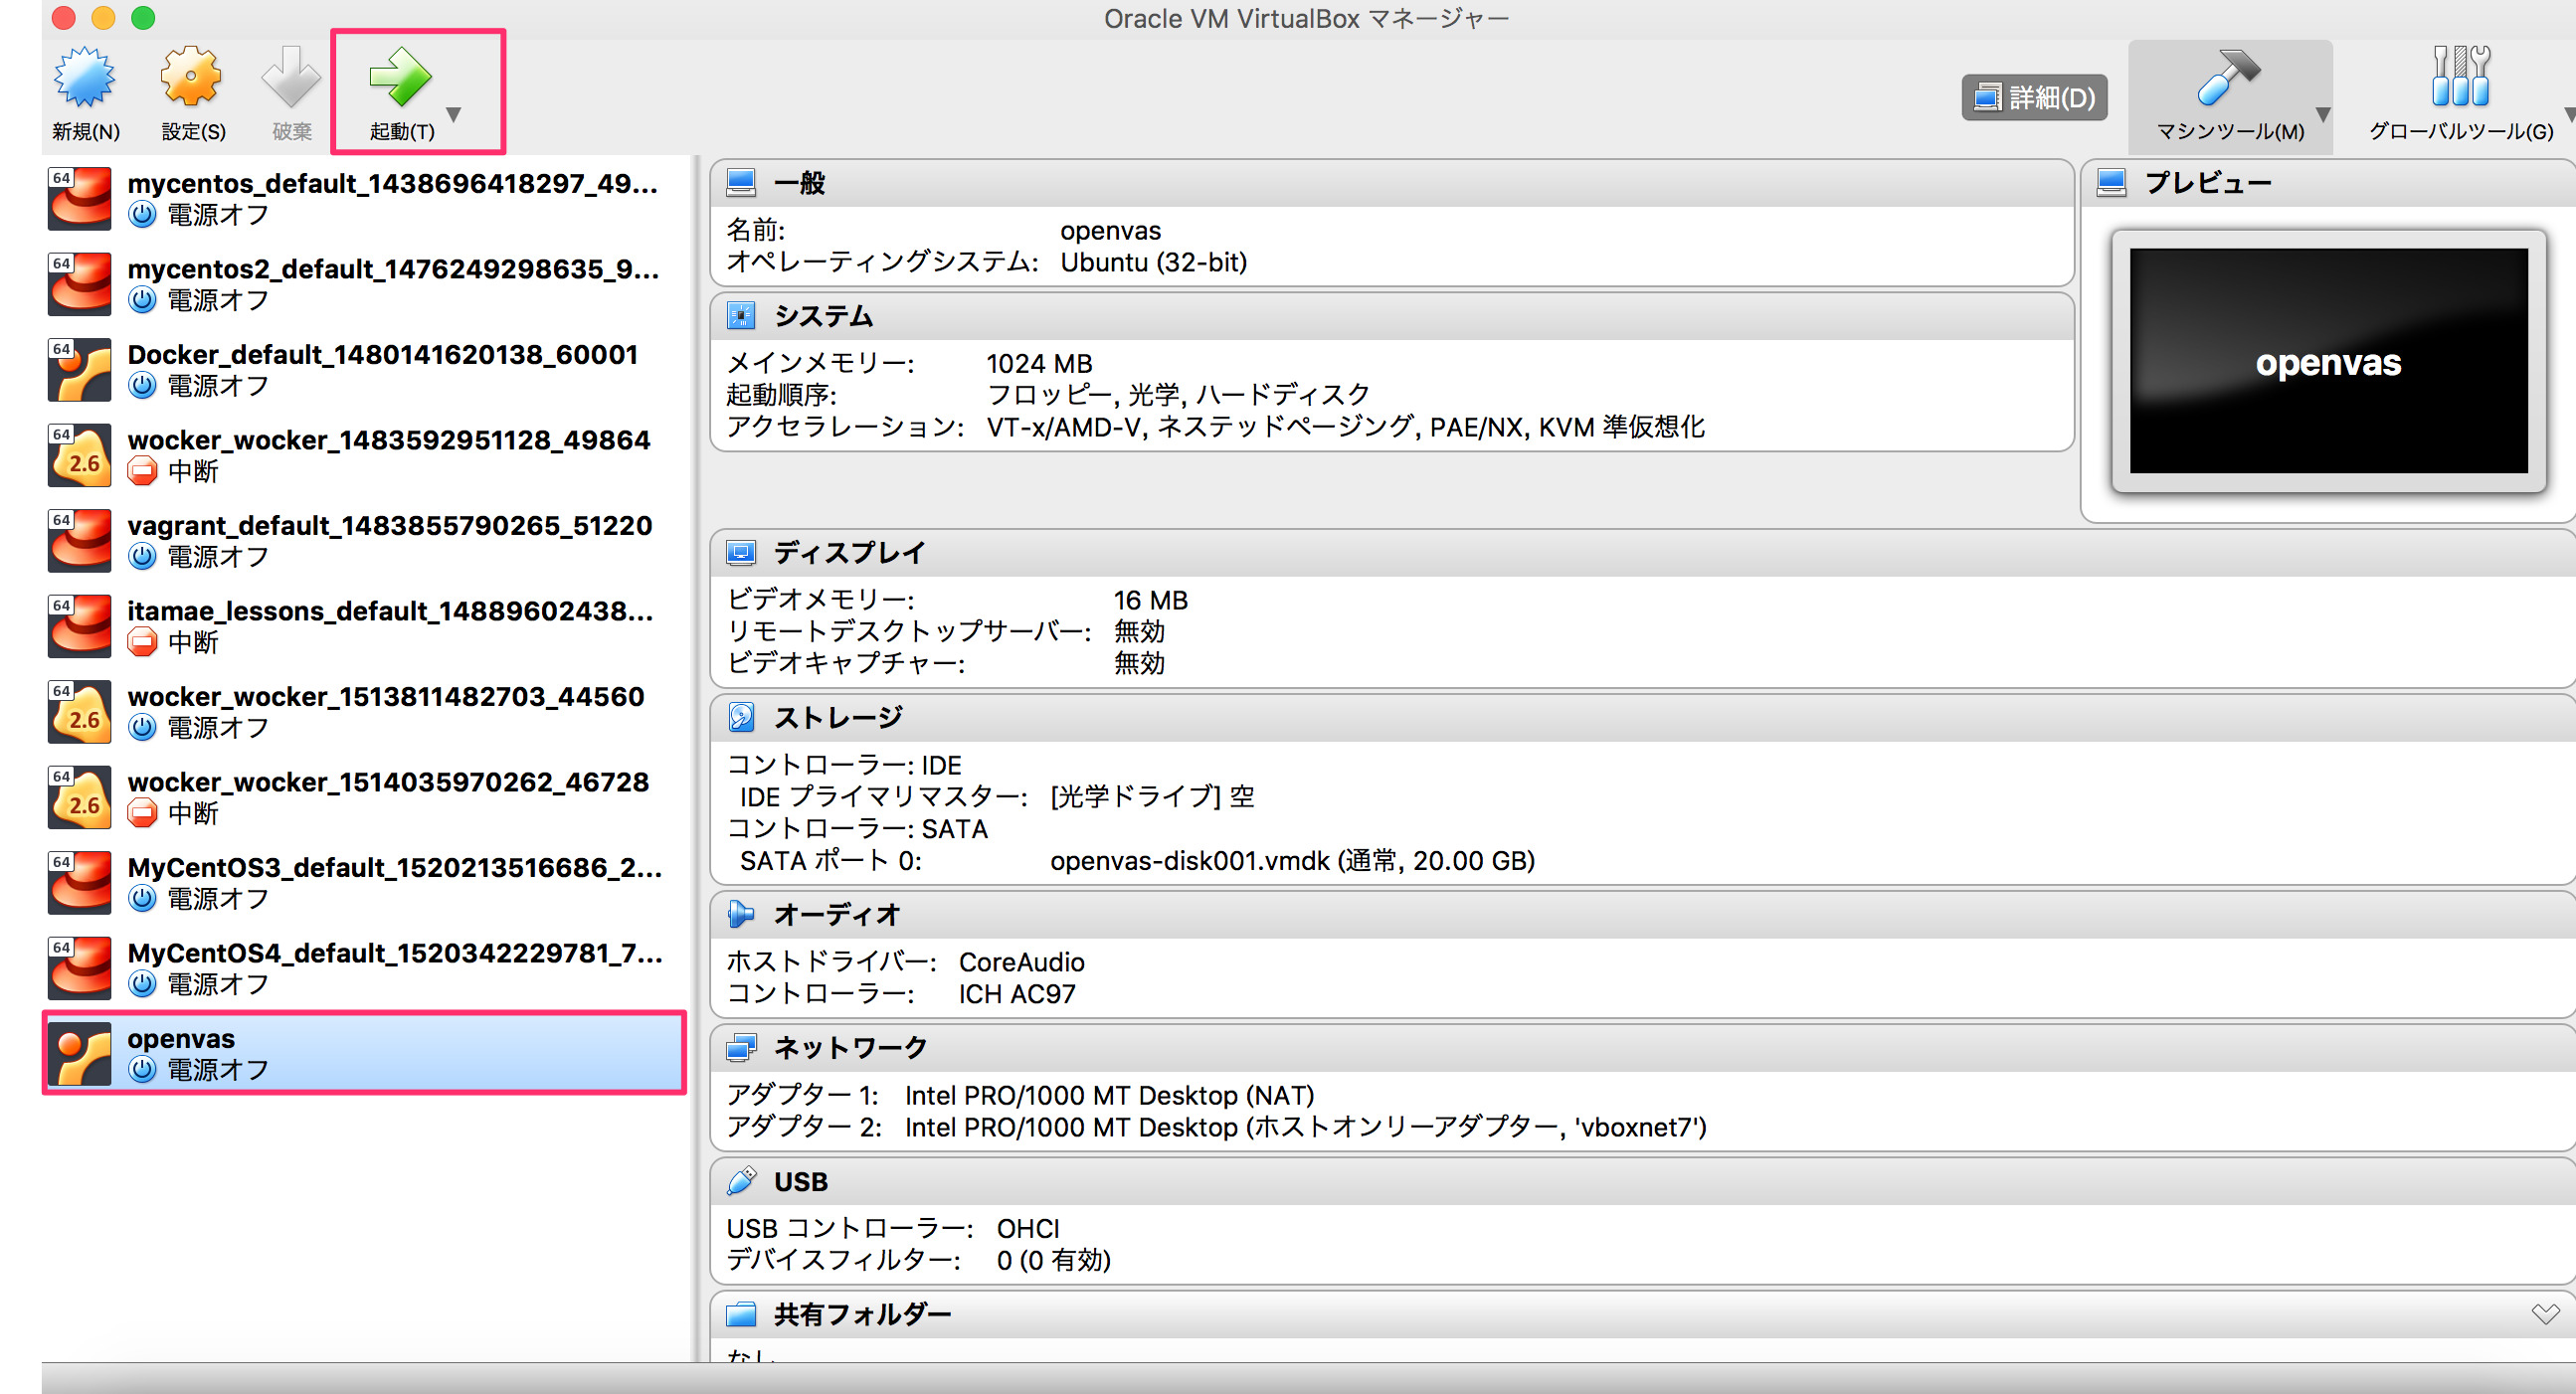 Oracle VM VirtualBox マネージャー
新規(N)
設定(S)
破棄
起動(T)
詳細(D)
マシンツール(M)
グローバルツール(G)
64
mycentos_default_1438696418297_49...
電源オフ
64
mycentos2_default_1476249298635_9...
電源オフ
64
Docker_default_1480141620138_60001
電源オフ
64
2.6
wocker_wocker_1483592951128_49864
中断
64
vagrant_default_1483855790265_51220
電源オフ
64
itamae_lessons_default_14889602438...
中断
64
2.6
wocker_wocker_1513811482703_44560
電源オフ
64
2.6
wocker_wocker_1514035970262_46728
中断
64
MyCentOS3_default_1520213516686_2...
電源オフ
64
MyCentOS4_default_1520342229781_7...
電源オフ
openvas
電源オフ
一般
名前: openvas
オペレーティングシステム: Ubuntu (32-bit)
システム
メインメモリー: 1024 MB
起動順序: フロッピー, 光学, ハードディスク
アクセラレーション: VT-x/AMD-V, ネステッドページング, PAE/NX, KVM 準仮想化
プレビュー
openvas
ディスプレイ
ビデオメモリー: 16 MB
リモートデスクトップサーバー: 無効
ビデオキャプチャー: 無効
ストレージ
コントローラー: IDE
IDE プライマリマスター: [光学ドライブ] 空
コントローラー: SATA
SATA ポート 0: openvas-disk001.vmdk (通常, 20.00 GB)
オーディオ
ホストドライバー: CoreAudio
コントローラー: ICH AC97
ネットワーク
アダプター 1: Intel PRO/1000 MT Desktop (NAT)
アダプター 2: Intel PRO/1000 MT Desktop (ホストオンリーアダプター, 'vboxnet7')
USB
USB コントローラー: OHCI
デバイスフィルター: 0 (0 有効)
共有フォルダー
なし